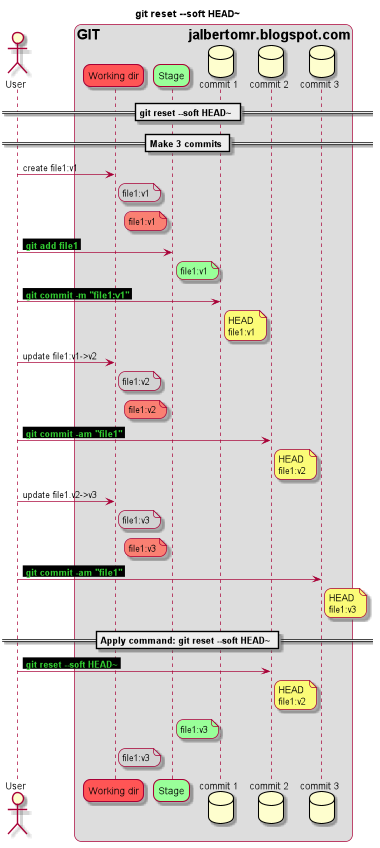 git reset --soft HEAD~
GIT jalbertomr.blogspot.com
User
Working dir
Stage
commit 1
commit 2
commit 3
git reset --soft HEAD~
Make 3 commits
create file1:v1
file1:v1
file1:v1
git add file1
file1:v1
git commit -m "file1:v1"
HEAD
file1:v1
update file1:v1->v2
file1:v2
file1:v2
git commit -am "file1"
HEAD
file1:v2
update file1.v2->v3
file1:v3
file1:v3
git commit -am "file1"
HEAD
file1:v3
Apply command: git reset --soft HEAD~
git reset --soft HEAD~
HEAD
file1:v2
file1:v3
file1:v3
User
Working dir
Stage
commit 1
commit 2
commit 3